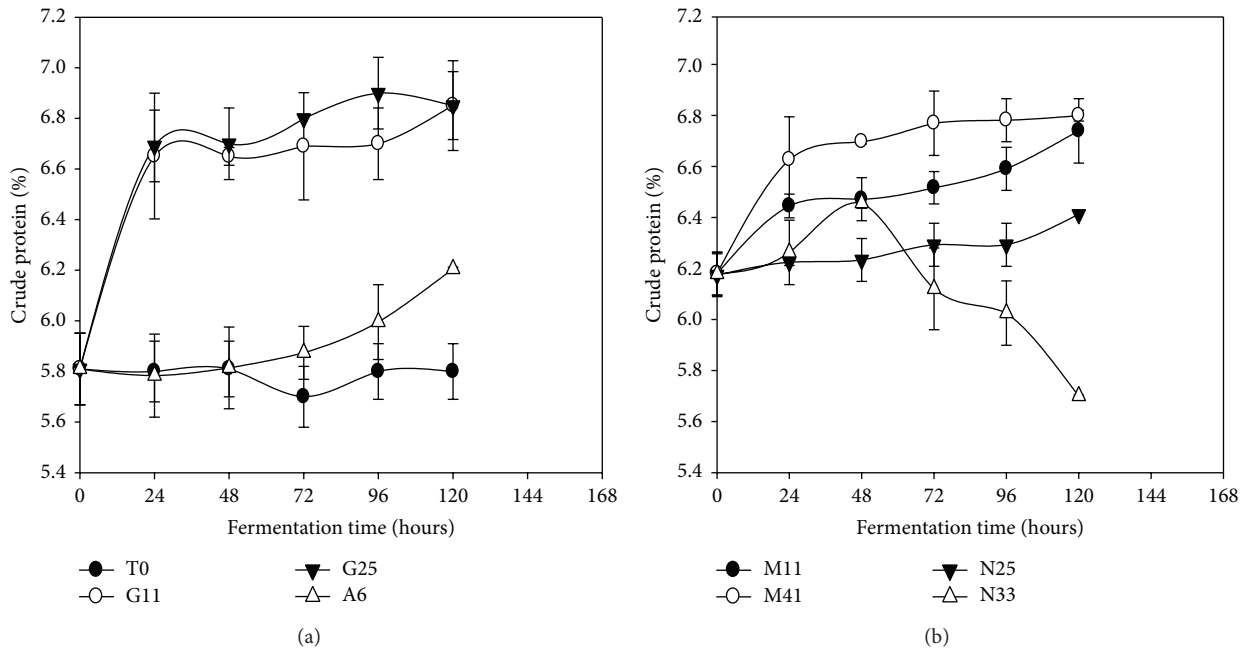 Crude protein (%)
7.2
7.0
6.8
6.6
6.4
6.2
6.0
5.8
5.6
5.4
0 24 48 72 96 120 144 168
Fermentation time (hours)
T0 G25
G11 A6
(a)
Crude protein (%)
7.2
7.0
6.8
6.6
6.4
6.2
6.0
5.8
5.6
5.4
0 24 48 72 96 120 144 168
Fermentation time (hours)
M11 N25
M41 N33
(b)